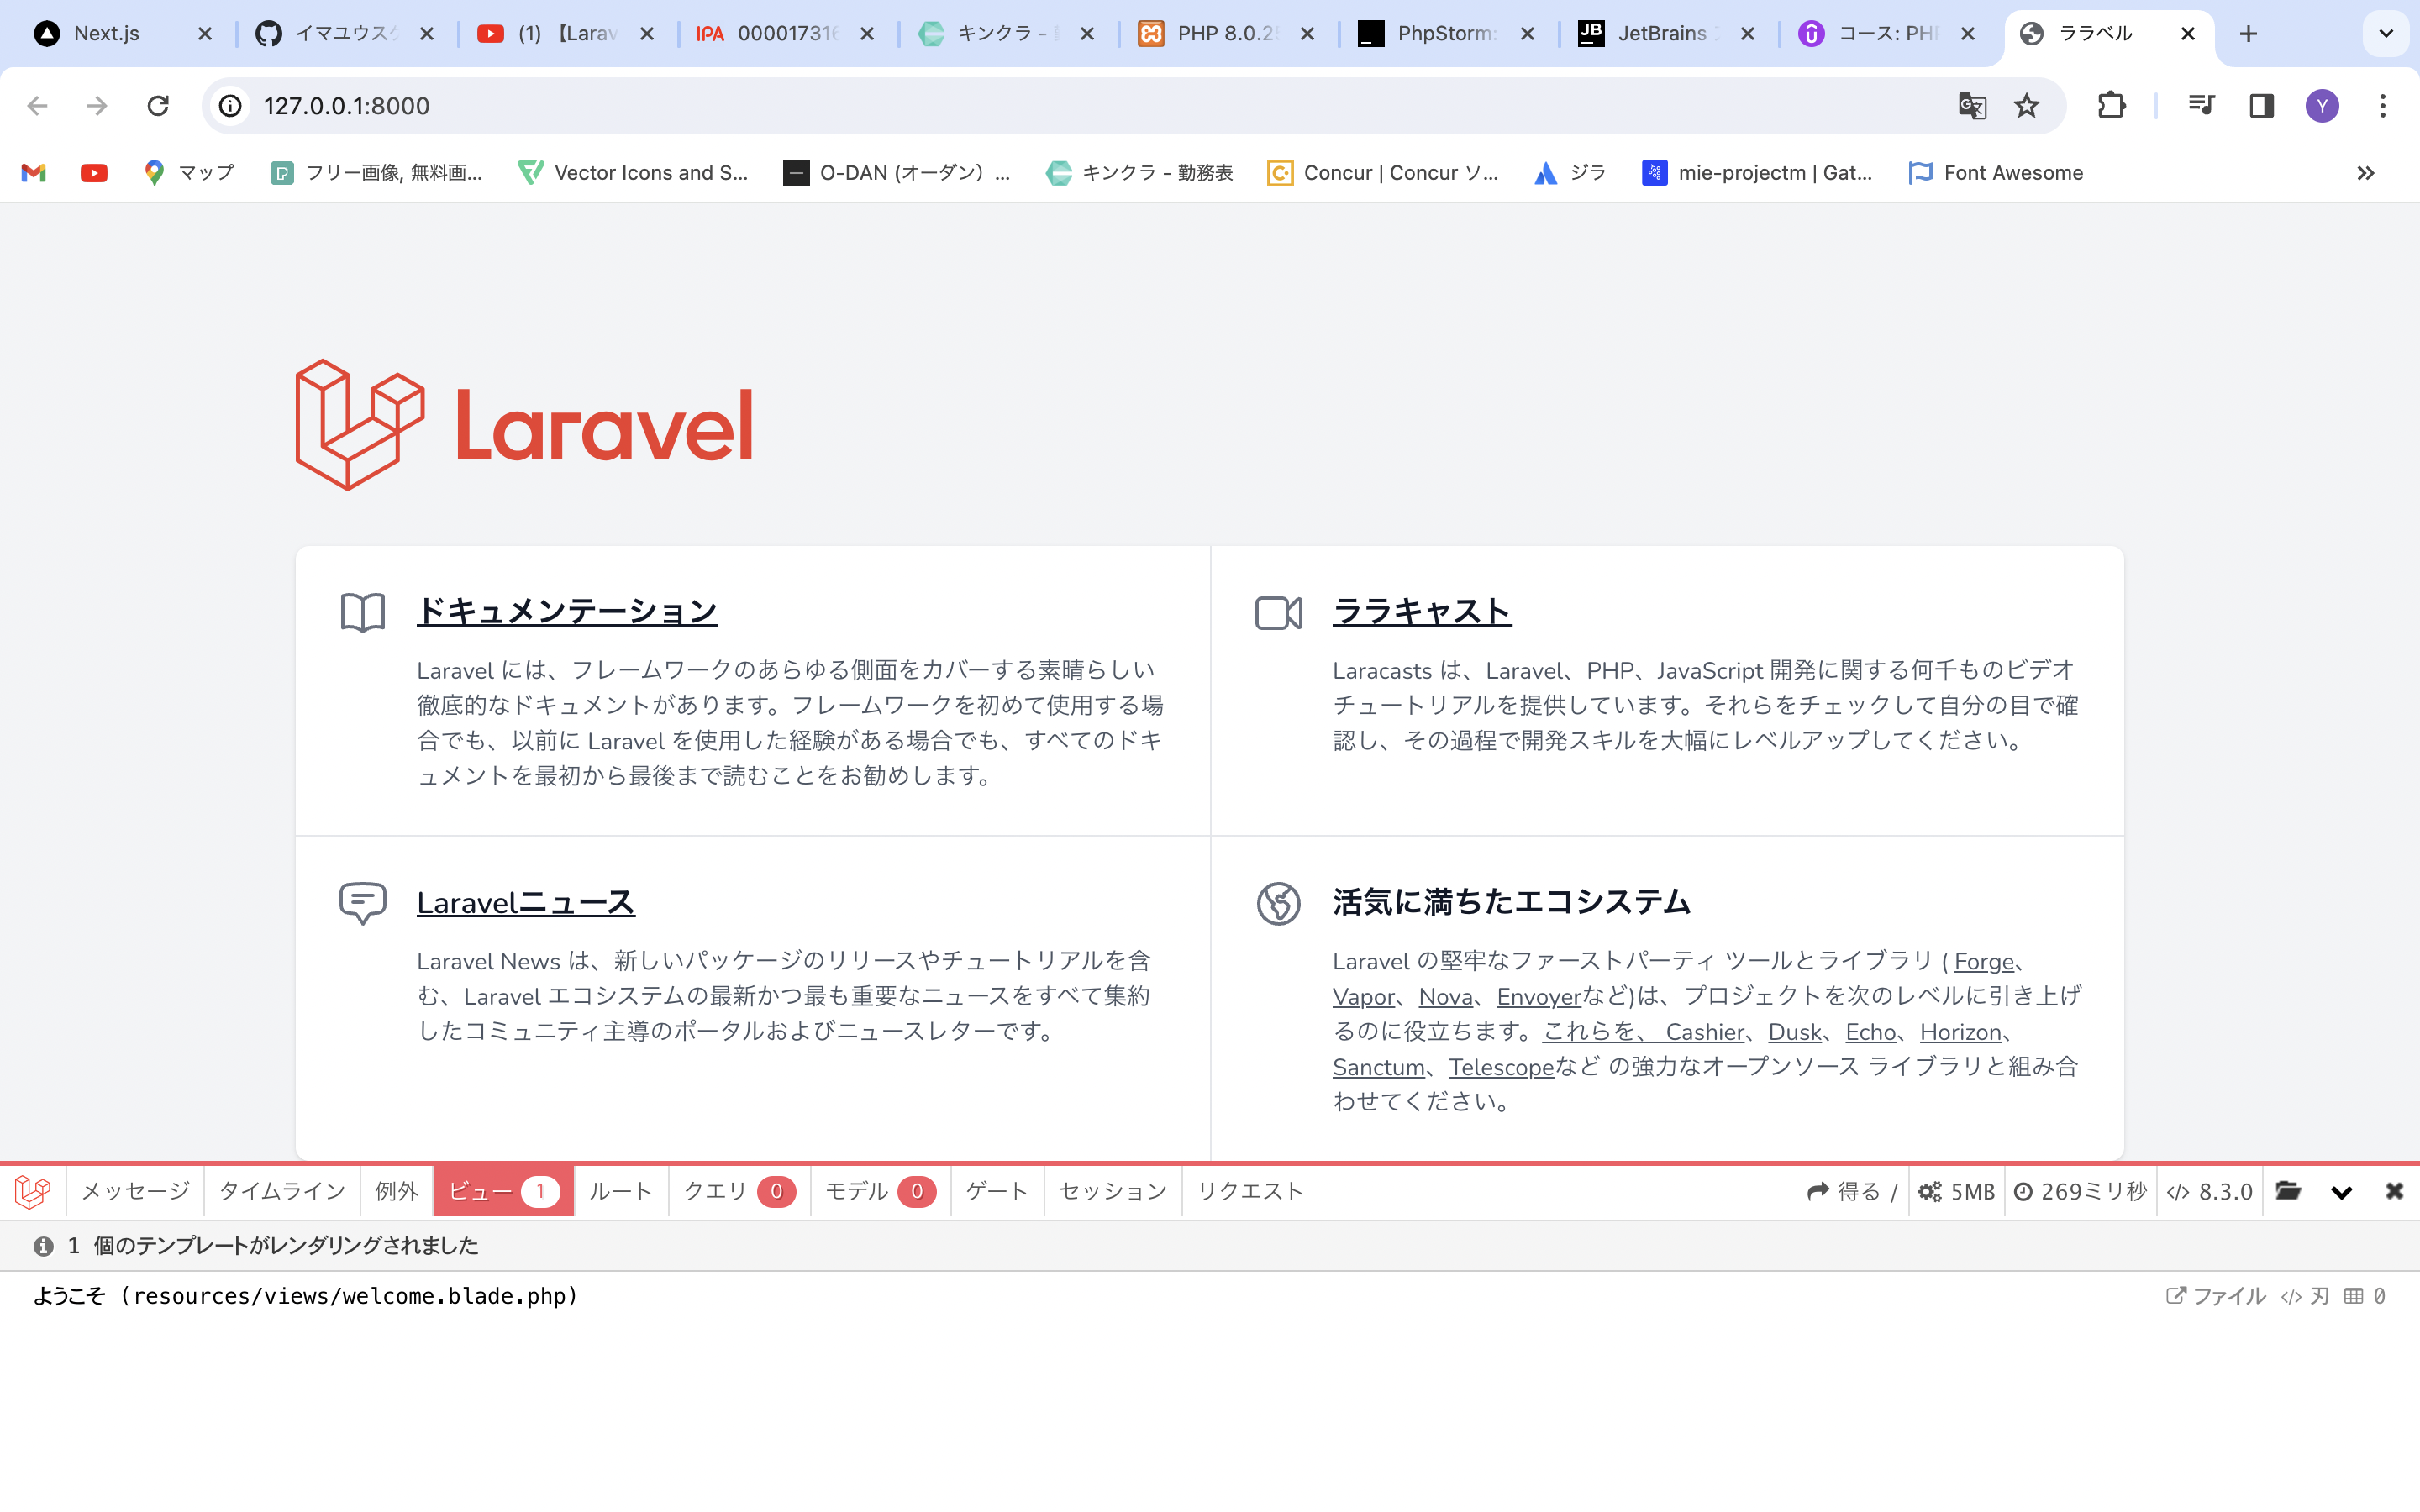 Next.js
イマユウスケ
(1) 【Larav
IPA 000017316
キンクラ - 勤
PHP 8.0.28
PhpStorm:
JetBrains
コース: PHP
ララベル
127.0.0.1:8000
Y
マップ
フリー画像, 無料画...
Vector Icons and S...
O-DAN (オーダン) ...
キンクラ - 勤務表
Concur | Concur ソ...
ジラ
mie-projectm | Gat...
Font Awesome
Laravel
ドキュメンテーション
Laravel には、フレームワークのあらゆる側面をカバーする素晴らしい
徹底的なドキュメントがあります。フレームワークを初めて使用する場
合でも、以前に Laravel を使用した経験がある場合でも、すべてのドキ
ュメントを最初から最後まで読むことをお勧めします。
ララキャスト
Laracasts は、Laravel、PHP、JavaScript 開発に関する何千ものビデオ
チュートリアルを提供しています。それらをチェックして自分の目で確
認し、その過程で開発スキルを大幅にレベルアップしてください。
Laravelニュース
Laravel News は、新しいパッケージのリリースやチュートリアルを含
む、Laravel エコシステムの最新かつ最も重要なニュースをすべて集約
したコミュニティ主導のポータルおよびニュースレターです。
活気に満ちたエコシステム
Laravel の堅牢なファーストパーティ ツールとライブラリ ( Forge、
Vapor、Nova、Envoyerなど)は、プロジェクトを次のレベルに引き上げ
るのに役立ちます。これらを、 Cashier、Dusk、Echo、Horizon、
Sanctum、Telescopeなど の強力なオープンソース ライブラリと組み合
わせてください。
メッセージ タイムライン 例外 ビュー 1 ルート クエリ 0 モデル 0 ゲート セッション リクエスト 得る / 5MB 269ミリ秒 8.3.0
1 個のテンプレートがレンダリングされました
ようこそ (resources/views/welcome.blade.php) ファイル </> 刃 0